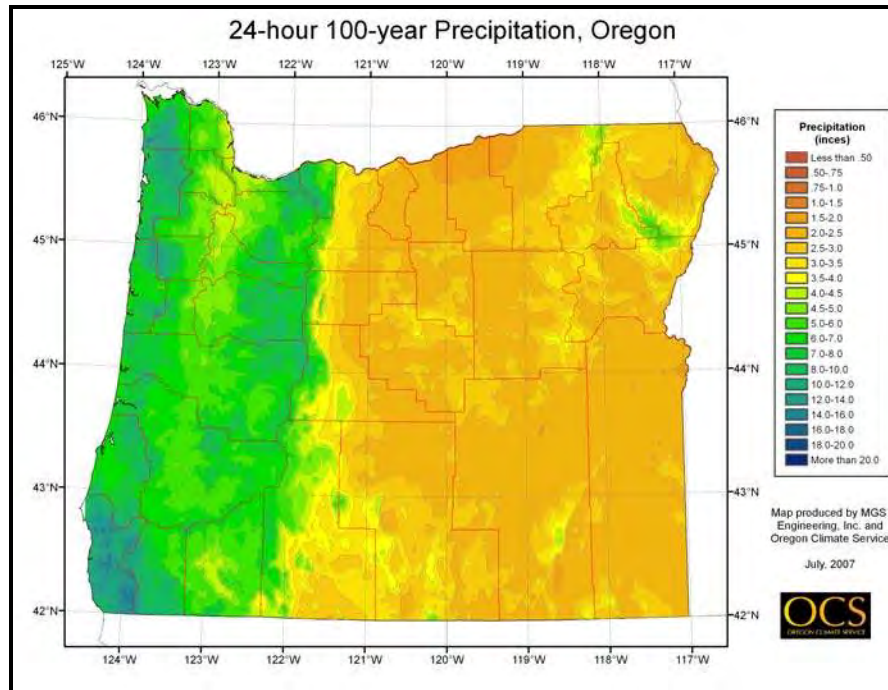 24-hour 100-year Precipitation, Oregon
125°W 124°W 123°W 122°W 121°W 120°W 119°W 118°W 117°W
46°N 46°N
45°N 45°N
44°N 44°N
43°N 43°N
42°N 42°N
124°W 123°W 122°W 121°W 120°W 119°W 118°W 117°W
Precipitation
(inces)
Less than .50
.50-.75
.75-1.0
1.0-1.5
1.5-2.0
2.0-2.5
2.5-3.0
3.0-3.5
3.5-4.0
4.0-4.5
4.5-5.0
5.0-6.0
6.0-7.0
7.0-8.0
8.0-10.0
10.0-12.0
12.0-14.0
14.0-16.0
16.0-18.0
18.0-20.0
More than 20.0
Map produced by MGS
Engineering, Inc. and
Oregon Climate Service
July, 2007
OCS
OREGON CLIMATE SERVICE